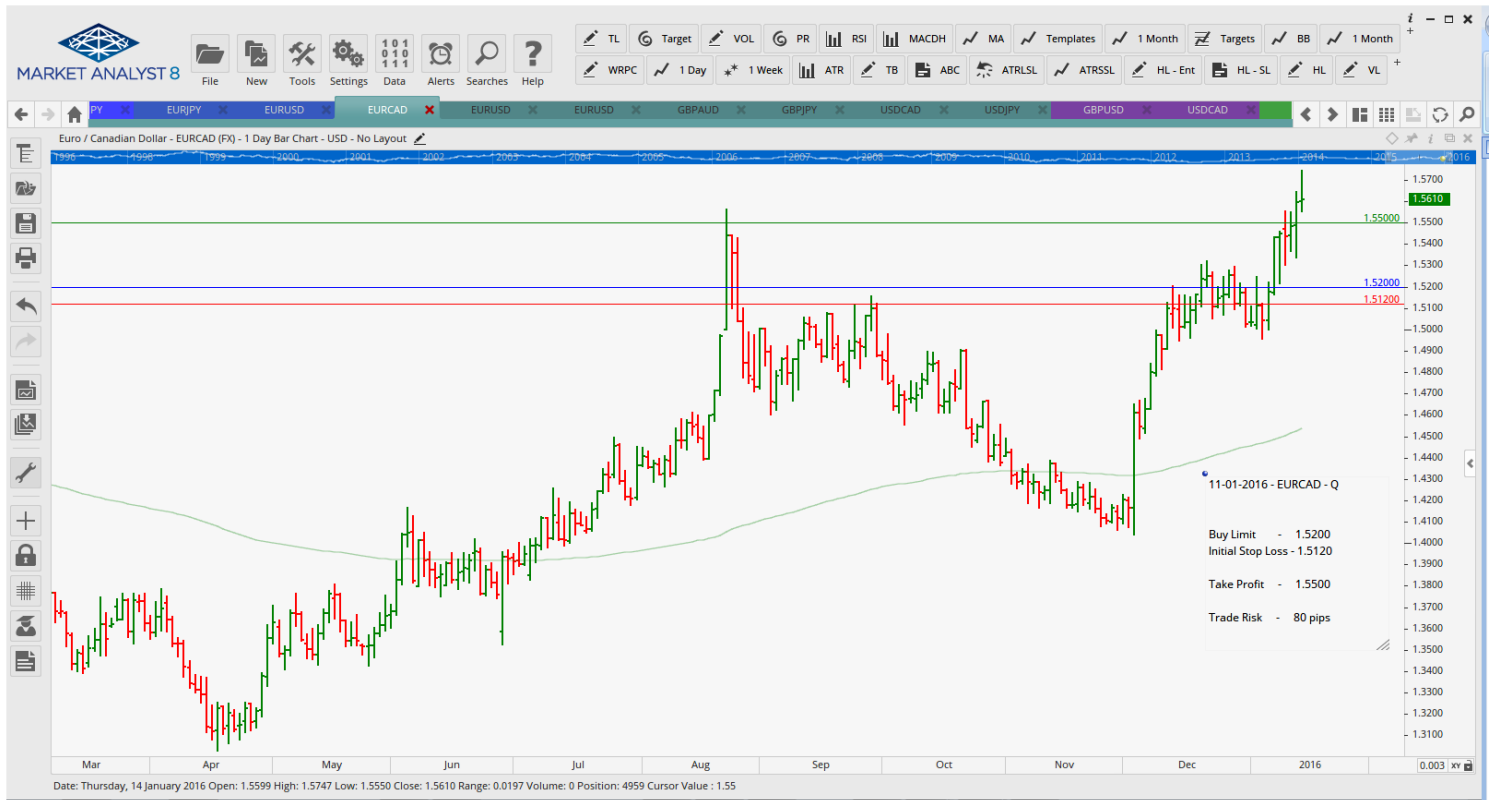 i
TL Target VOL PR RSI MACDH MA Templates 1 Month Targets BB 1 Month +
MARKET ANALYST 8
File New Tools Settings 101 010 111 Data Alerts Searches ? Help
WRPC 1 Day 1 Week ATR TB ABC ATRLSL ATRSSL HL - Ent HL - SL HL VL +
PY EURJPY EURUSD EURCAD EURUSD EURUSD GBPAUD GBPJPY USDCAD USDJPY GBPUSD USDCAD
Euro / Canadian Dollar - EURCAD (FX) - 1 Day Bar Chart - USD - No Layout
1996 1998 1999 2000 2001 2002 2003 2004 2005 2006 2007 2008 2009 2010 2011 2012 2013 2014 2015 2016
1.5700
1.5610
1.55000
1.5500
1.5400
1.5300
1.52000
1.5200
1.51200
1.5100
1.5000
1.4900
1.4800
1.4700
1.4600
1.4500
1.4400
1.4300
1.4200
1.4100
1.4000
1.3900
1.3800
1.3700
1.3600
1.3500
1.3400
1.3300
1.3200
1.3100
11-01-2016 - EURCAD - Q
Buy Limit - 1.5200
Initial Stop Loss - 1.5120
Take Profit - 1.5500
Trade Risk - 80 pips
Mar Apr May Jun Jul Aug Sep Oct Nov Dec 2016
0.003 XY
Date: Thursday, 14 January 2016 Open: 1.5599 High: 1.5747 Low: 1.5550 Close: 1.5610 Range: 0.0197 Volume: 0 Position: 4959 Cursor Value : 1.55